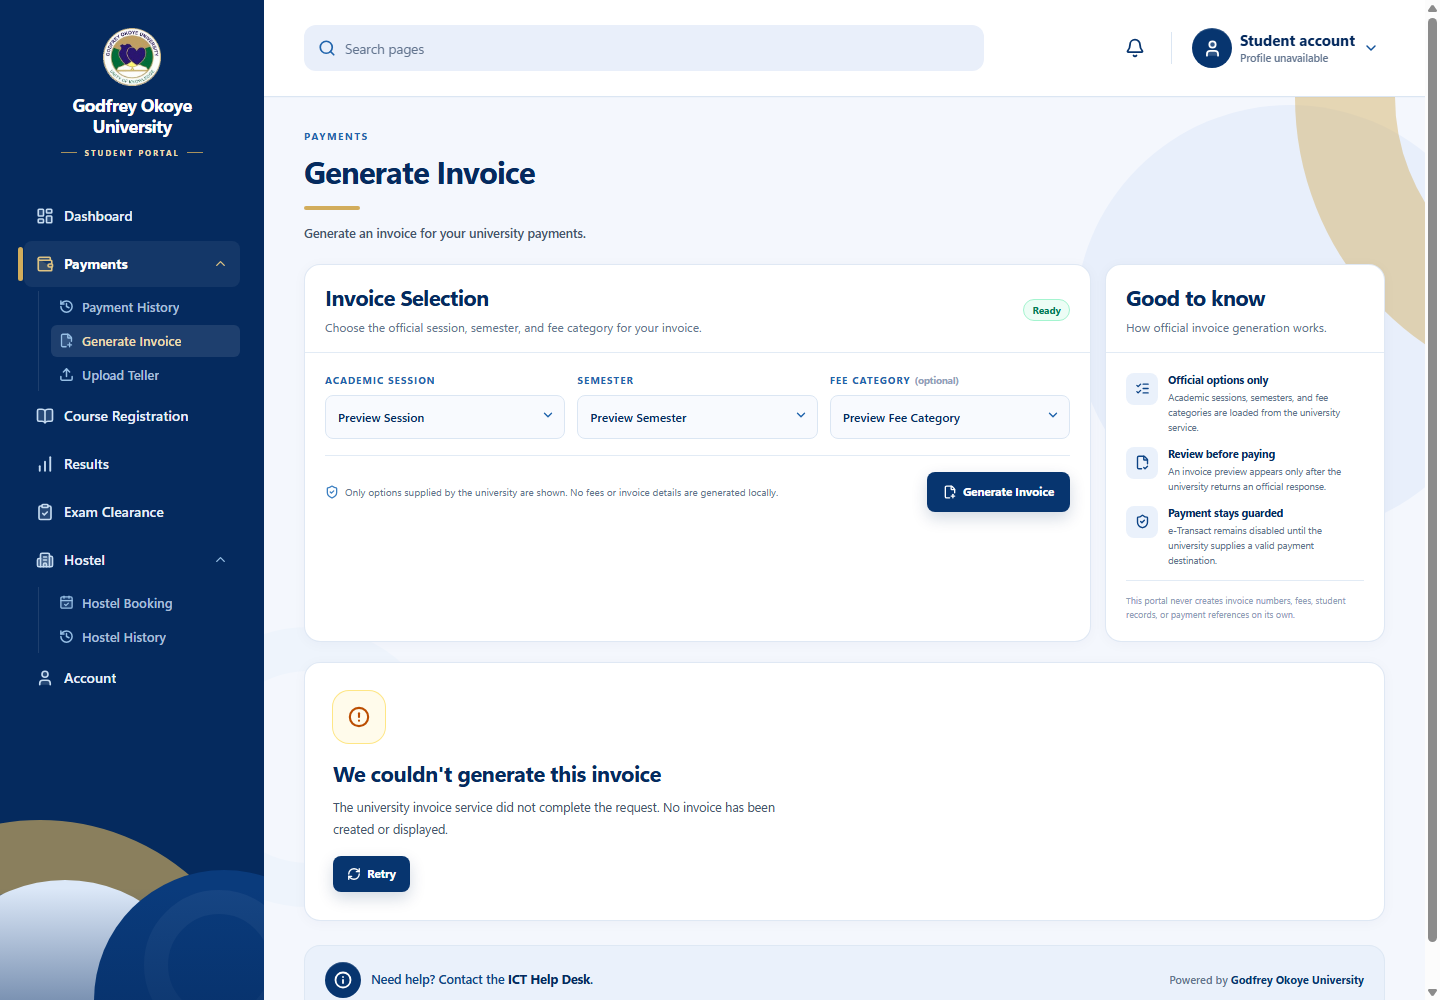 GODFREY OKOYE UNIVERSITY
UNITY OF KNOWLEDGE
Godfrey Okoye
University
STUDENT PORTAL
Dashboard
Payments
Payment History
Generate Invoice
Upload Teller
Course Registration
Results
Exam Clearance
Hostel
Hostel Booking
Hostel History
Account
Search pages
Student account
Profile unavailable
PAYMENTS
Generate Invoice
Generate an invoice for your university payments.
Invoice Selection
Choose the official session, semester, and fee category for your invoice.
Ready
ACADEMIC SESSION
Preview Session
SEMESTER
Preview Semester
FEE CATEGORY (optional)
Preview Fee Category
Only options supplied by the university are shown. No fees or invoice details are generated locally.
Generate Invoice
Good to know
How official invoice generation works.
Official options only
Academic sessions, semesters, and fee
categories are loaded from the university
service.
Review before paying
An invoice preview appears only after the
university returns an official response.
Payment stays guarded
e-Transact remains disabled until the
university supplies a valid payment
destination.
This portal never creates invoice numbers, fees, student
records, or payment references on its own.
We couldn't generate this invoice
The university invoice service did not complete the request. No invoice has been
created or displayed.
Retry
Need help? Contact the ICT Help Desk.
Powered by Godfrey Okoye University